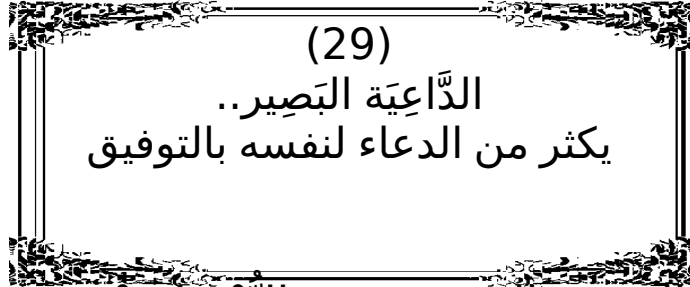 (29)
الدَّاعِيَة البَصِير..
يكثر من الدعاء لنفسه بالتوفيق